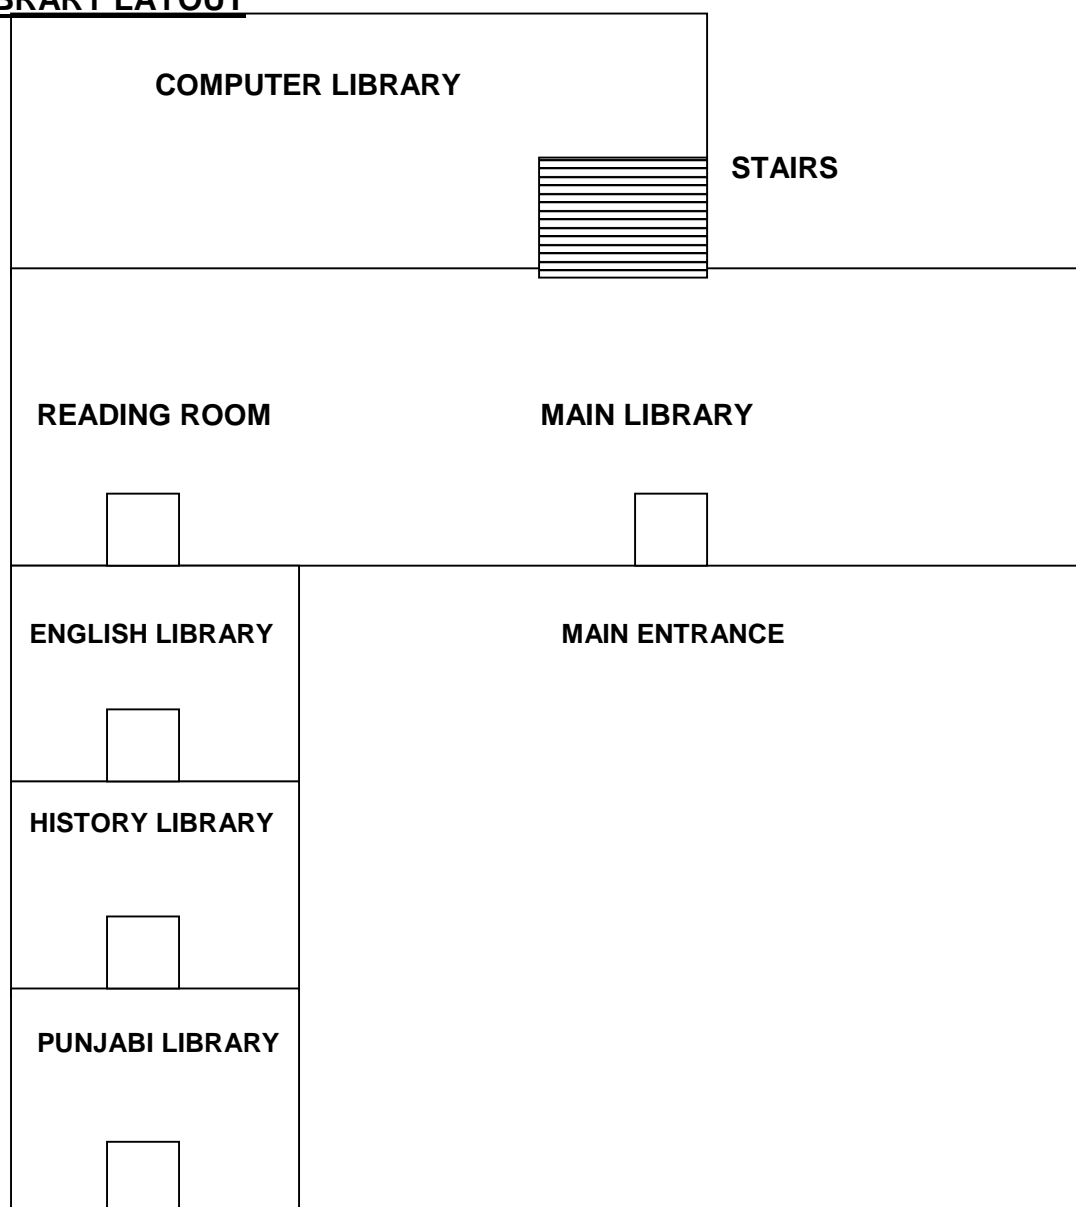 BRARY LAYOUT
COMPUTER LIBRARY
STAIRS
READING ROOM MAIN LIBRARY
ENGLISH LIBRARY MAIN ENTRANCE
HISTORY LIBRARY
PUNJABI LIBRARY